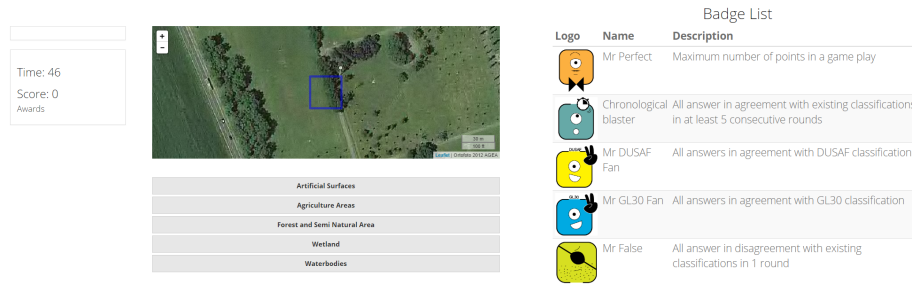 Time: 46
Score: 0
Awards
+
−
30 m
100 ft
Leaflet | Ortofoto 2012 AGEA
Artificial Surfaces
Agriculture Areas
Forest and Semi Natural Area
Wetland
Waterbodies
Badge List
Logo Name Description
Mr Perfect Maximum number of points in a game play
Chronological All answer in agreement with existing classifications
blaster in at least 5 consecutive rounds
DUSAF
Mr DUSAF All answers in agreement with DUSAF classification
Fan
GL30
Mr GL30 Fan All answers in agreement with GL30 classification
Mr False All answer in disagreement with existing
classifications in 1 round